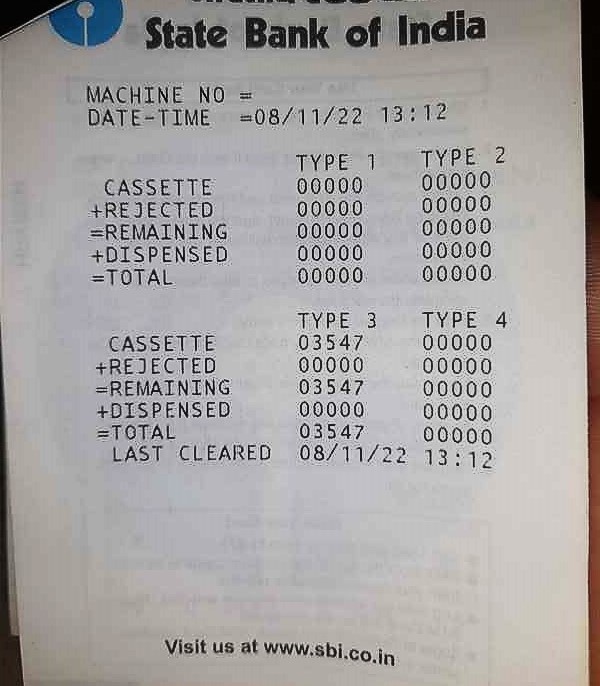 State Bank of India
MACHINE NO =
DATE-TIME =08/11/22 13:12
TYPE 1 TYPE 2
CASSETTE 00000 00000
+REJECTED 00000 00000
=REMAINING 00000 00000
+DISPENSED 00000 00000
=TOTAL 00000 00000
TYPE 3 TYPE 4
CASSETTE 03547 00000
+REJECTED 00000 00000
=REMAINING 03547 00000
+DISPENSED 00000 00000
=TOTAL 03547 00000
LAST CLEARED 08/11/22 13:12
Visit us at www.sbi.co.in